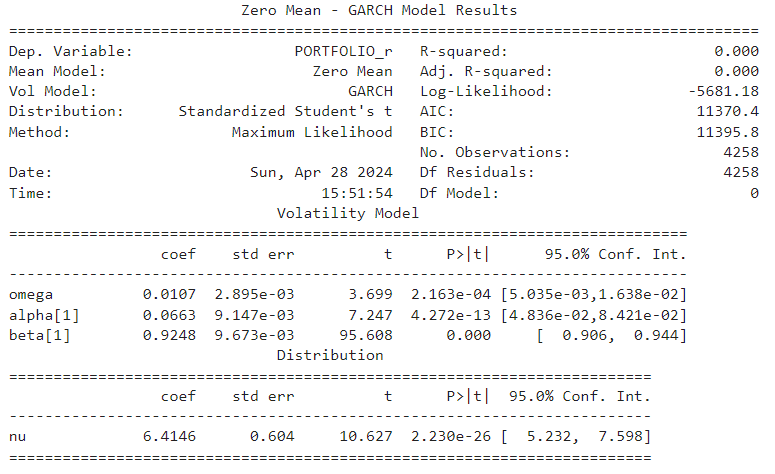 Zero Mean - GARCH Model Results
==============================================================================
Dep. Variable: PORTFOLIO_r R-squared: 0.000
Mean Model: Zero Mean Adj. R-squared: 0.000
Vol Model: GARCH Log-Likelihood: -5681.18
Distribution: Standardized Student's t AIC: 11370.4
Method: Maximum Likelihood BIC: 11395.8
No. Observations: 4258
Date: Sun, Apr 28 2024 Df Residuals: 4258
Time: 15:51:54 Df Model: 0
Volatility Model
==========================================================================
coef std err t P>|t| 95.0% Conf. Int.
--------------------------------------------------------------------------
omega 0.0107 2.895e-03 3.699 2.163e-04 [5.035e-03,1.638e-02]
alpha[1] 0.0663 9.147e-03 7.247 4.272e-13 [4.836e-02,8.421e-02]
beta[1] 0.9248 9.673e-03 95.608 0.000 [ 0.906, 0.944]
Distribution
======================================================================
coef std err t P>|t| 95.0% Conf. Int.
----------------------------------------------------------------------
nu 6.4146 0.604 10.627 2.230e-26 [ 5.232, 7.598]
======================================================================